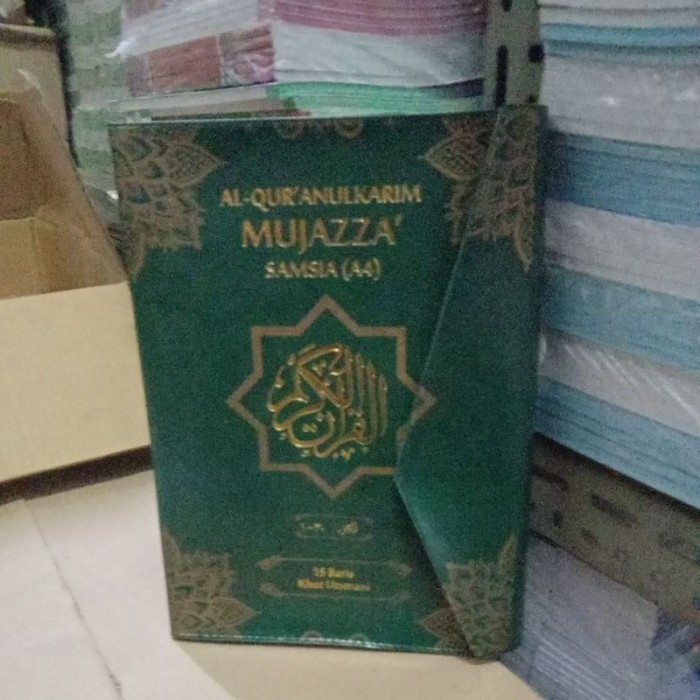 AL-QUR'ANULKARIM
MUJAZZA'
SAMSIA (A4)
القرآن الكريم
15 Baris
Khat Utsmani